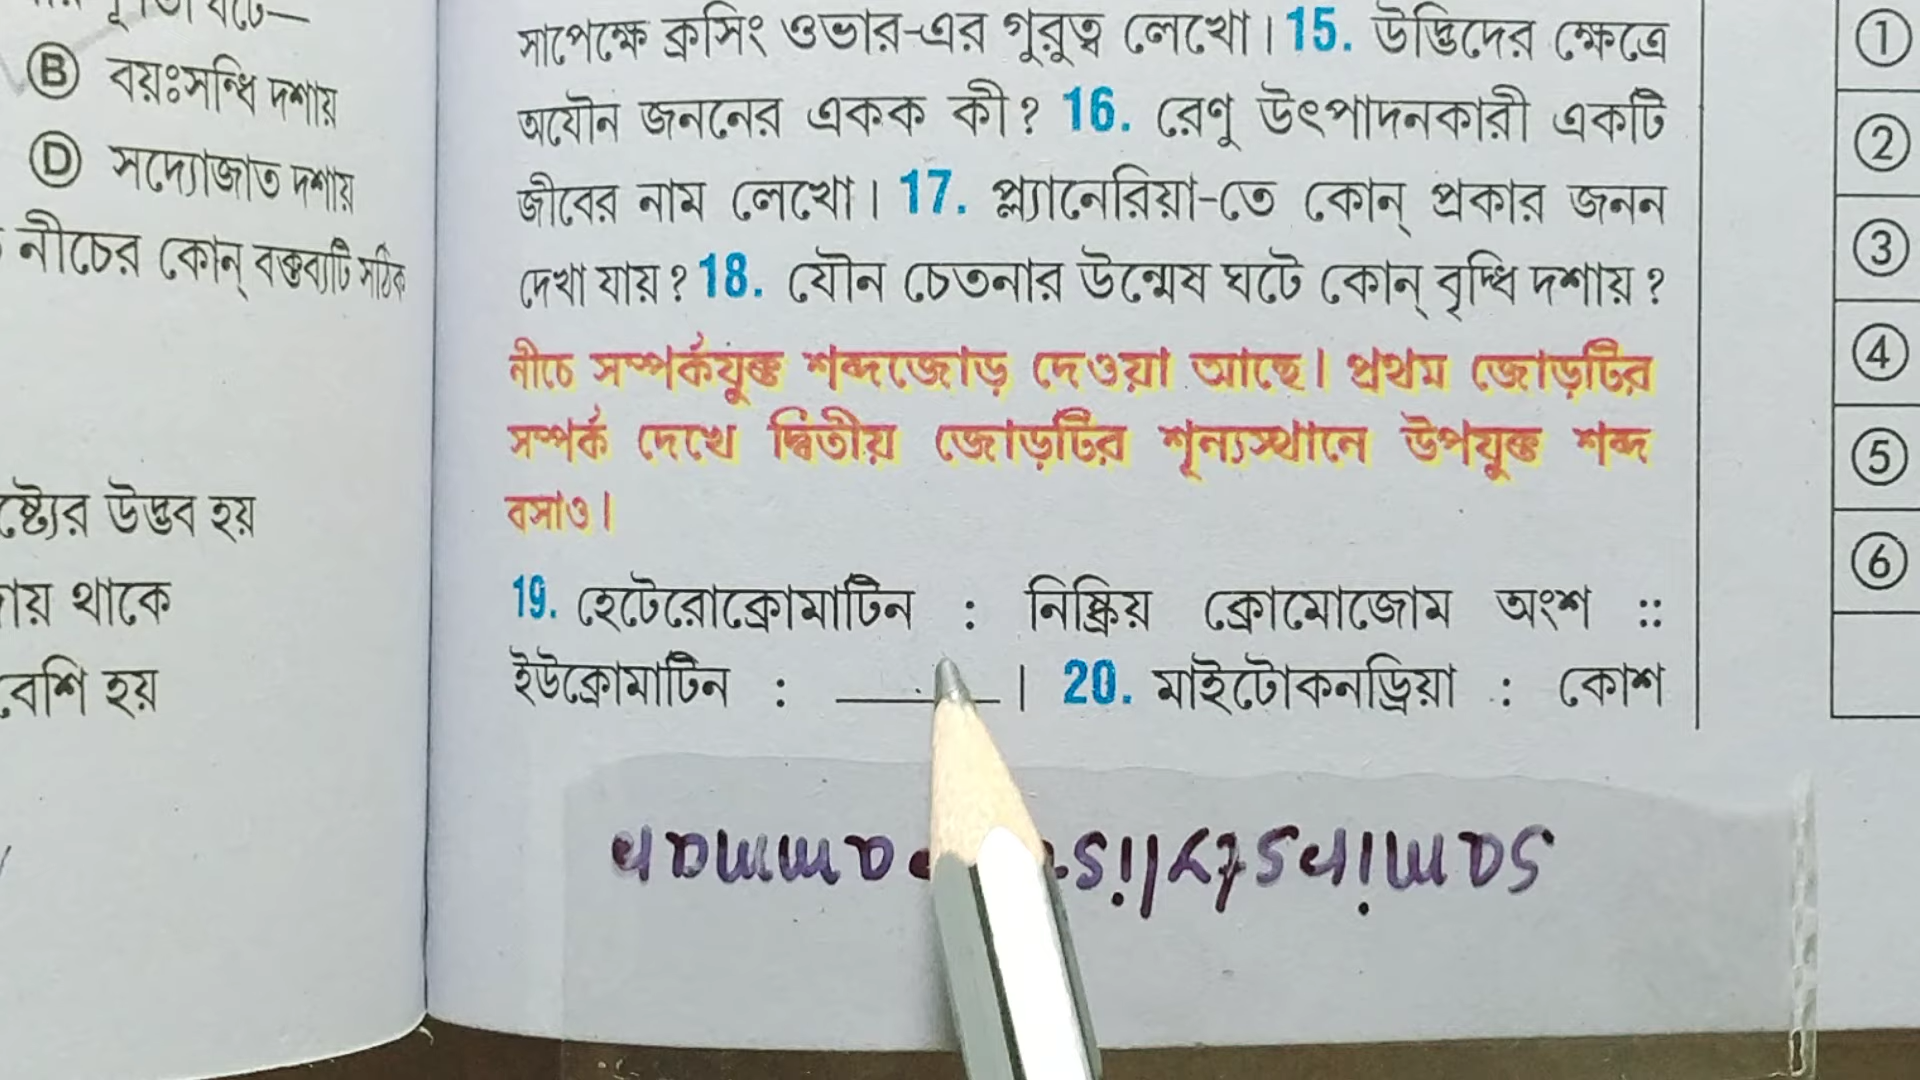 ঘটে—
B বয়ঃসন্ধি দশায়
D সদ্যোজাত দশায়
নীচের কোন্ বক্তব্যটি সঠিক
ষ্ট্যের উদ্ভব হয়
ায় থাকে
বেশি হয়
সাপেক্ষে ক্রসিং ওভার-এর গুরুত্ব লেখো। 15. উদ্ভিদের ক্ষেত্রে
অযৌন জননের একক কী? 16. রেণু উৎপাদনকারী একটি
জীবের নাম লেখো। 17. প্ল্যানেরিয়া-তে কোন্ প্রকার জনন
দেখা যায়? 18. যৌন চেতনার উন্মেষ ঘটে কোন্ বৃদ্ধি দশায়?
নীচে সম্পর্কযুক্ত শব্দজোড় দেওয়া আছে। প্রথম জোড়টির
সম্পর্ক দেখে দ্বিতীয় জোড়টির শূন্যস্থানে উপযুক্ত শব্দ
বসাও।
19. হেটেরোক্রোমাটিন : নিষ্ক্রিয় ক্রোমোজোম অংশ ::
ইউক্রোমাটিন : ______। 20. মাইটোকনড্রিয়া : কোশ
1
2
3
4
5
6